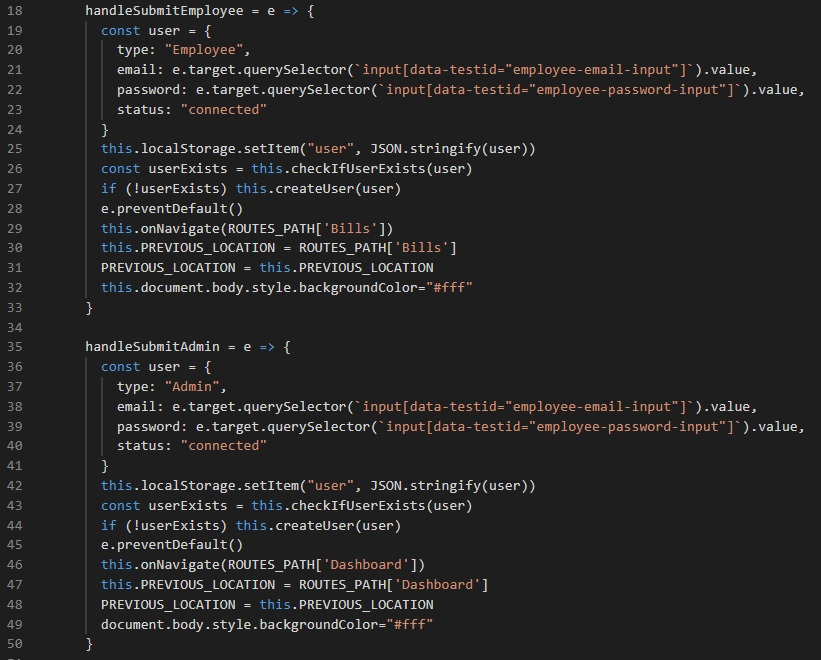 18 handleSubmitEmployee = e => {
19 const user = {
20 type: "Employee",
21 email: e.target.querySelector(`input[data-testid="employee-email-input"]`).value,
22 password: e.target.querySelector(`input[data-testid="employee-password-input"]`).value,
23 status: "connected"
24 }
25 this.localStorage.setItem("user", JSON.stringify(user))
26 const userExists = this.checkIfUserExists(user)
27 if (!userExists) this.createUser(user)
28 e.preventDefault()
29 this.onNavigate(ROUTES_PATH['Bills'])
30 this.PREVIOUS_LOCATION = ROUTES_PATH['Bills']
31 PREVIOUS_LOCATION = this.PREVIOUS_LOCATION
32 this.document.body.style.backgroundColor="#fff"
33 }
34
35 handleSubmitAdmin = e => {
36 const user = {
37 type: "Admin",
38 email: e.target.querySelector(`input[data-testid="employee-email-input"]`).value,
39 password: e.target.querySelector(`input[data-testid="employee-password-input"]`).value,
40 status: "connected"
41 }
42 this.localStorage.setItem("user", JSON.stringify(user))
43 const userExists = this.checkIfUserExists(user)
44 if (!userExists) this.createUser(user)
45 e.preventDefault()
46 this.onNavigate(ROUTES_PATH['Dashboard'])
47 this.PREVIOUS_LOCATION = ROUTES_PATH['Dashboard']
48 PREVIOUS_LOCATION = this.PREVIOUS_LOCATION
49 document.body.style.backgroundColor="#fff"
50 }